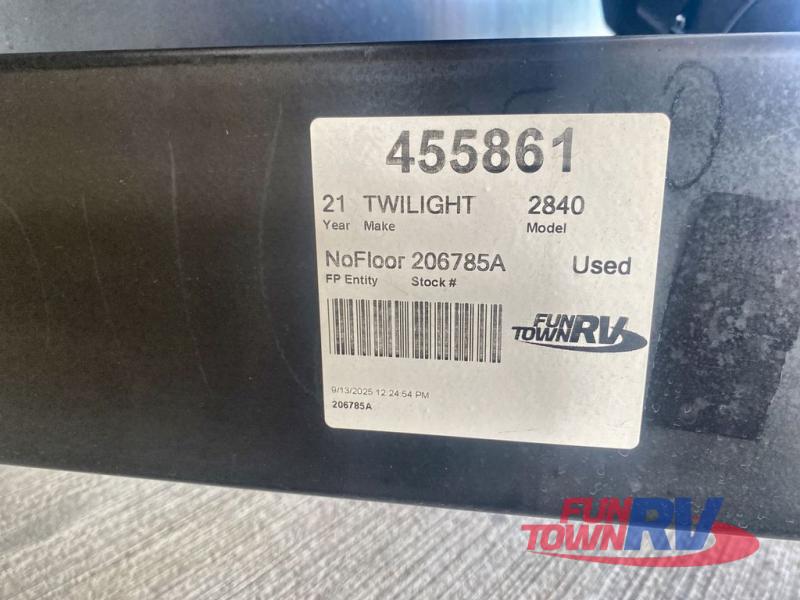 455861
21 TWILIGHT 2840
Year Make Model
NoFloor 206785A Used
FP Entity Stock #
FUN
TOWN RV
9/13/2025 12:24:54 PM
206785A
FUN
TOWN RV